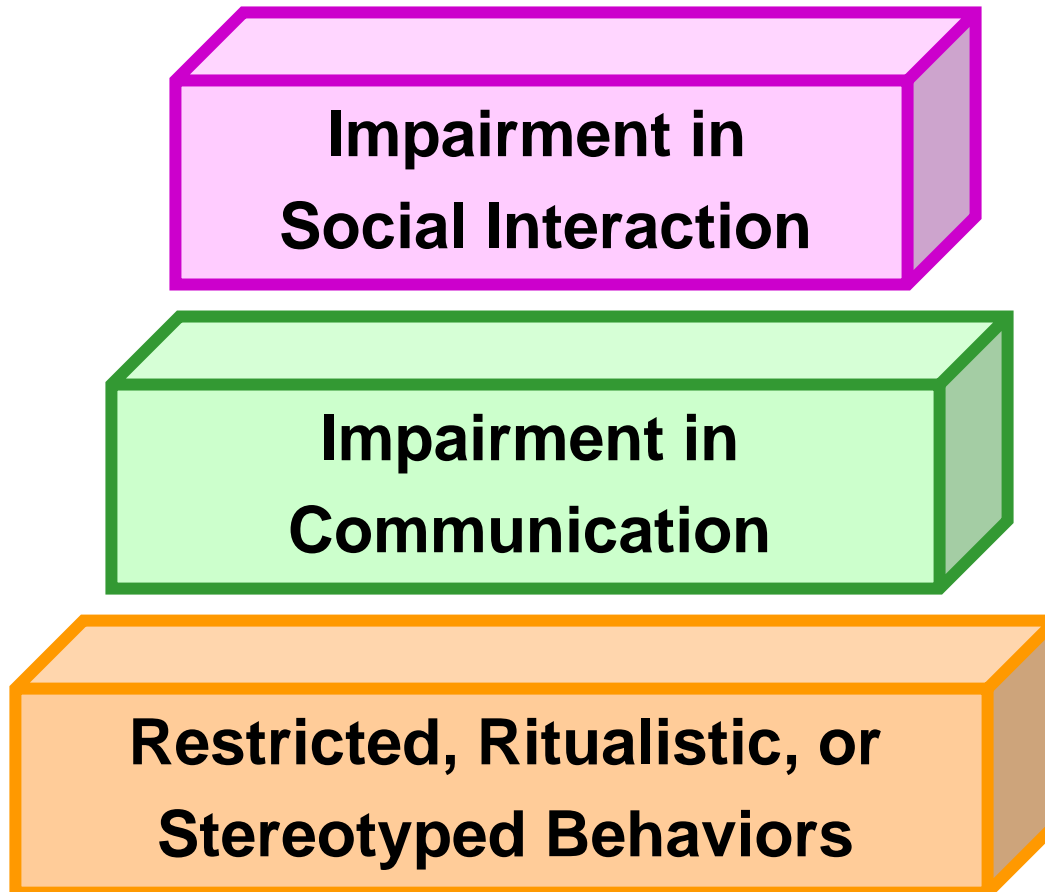 Impairment in
Social Interaction
Impairment in
Communication
Restricted, Ritualistic, or
Stereotyped Behaviors